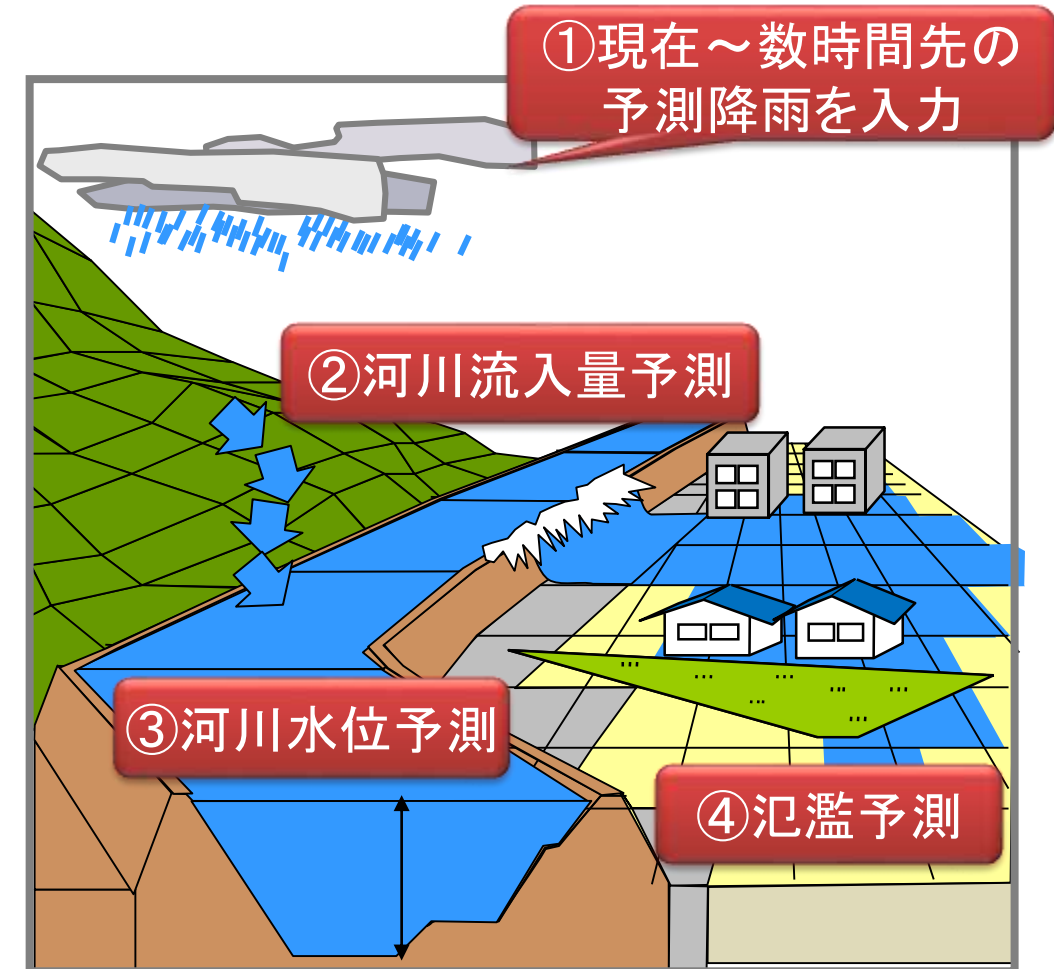 ①現在～数時間先の
予測降雨を入力
②河川流入量予測
③河川水位予測
④氾濫予測